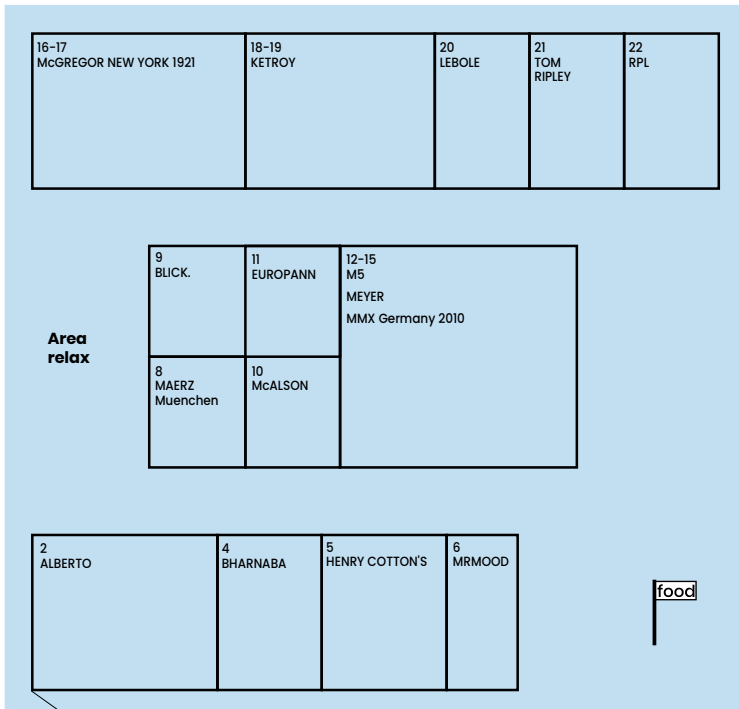 16-17
McGREGOR NEW YORK 1921
18-19
KETROY
20
LEBOLE
21
TOM
RIPLEY
22
RPL
9
BLICK.
11
EUROPANN
12-15
M5
MEYER
MMX Germany 2010
Area
relax
8
MAERZ
Muenchen
10
McALSON
2
ALBERTO
4
BHARNABA
5
HENRY COTTON'S
6
MRMOOD
food